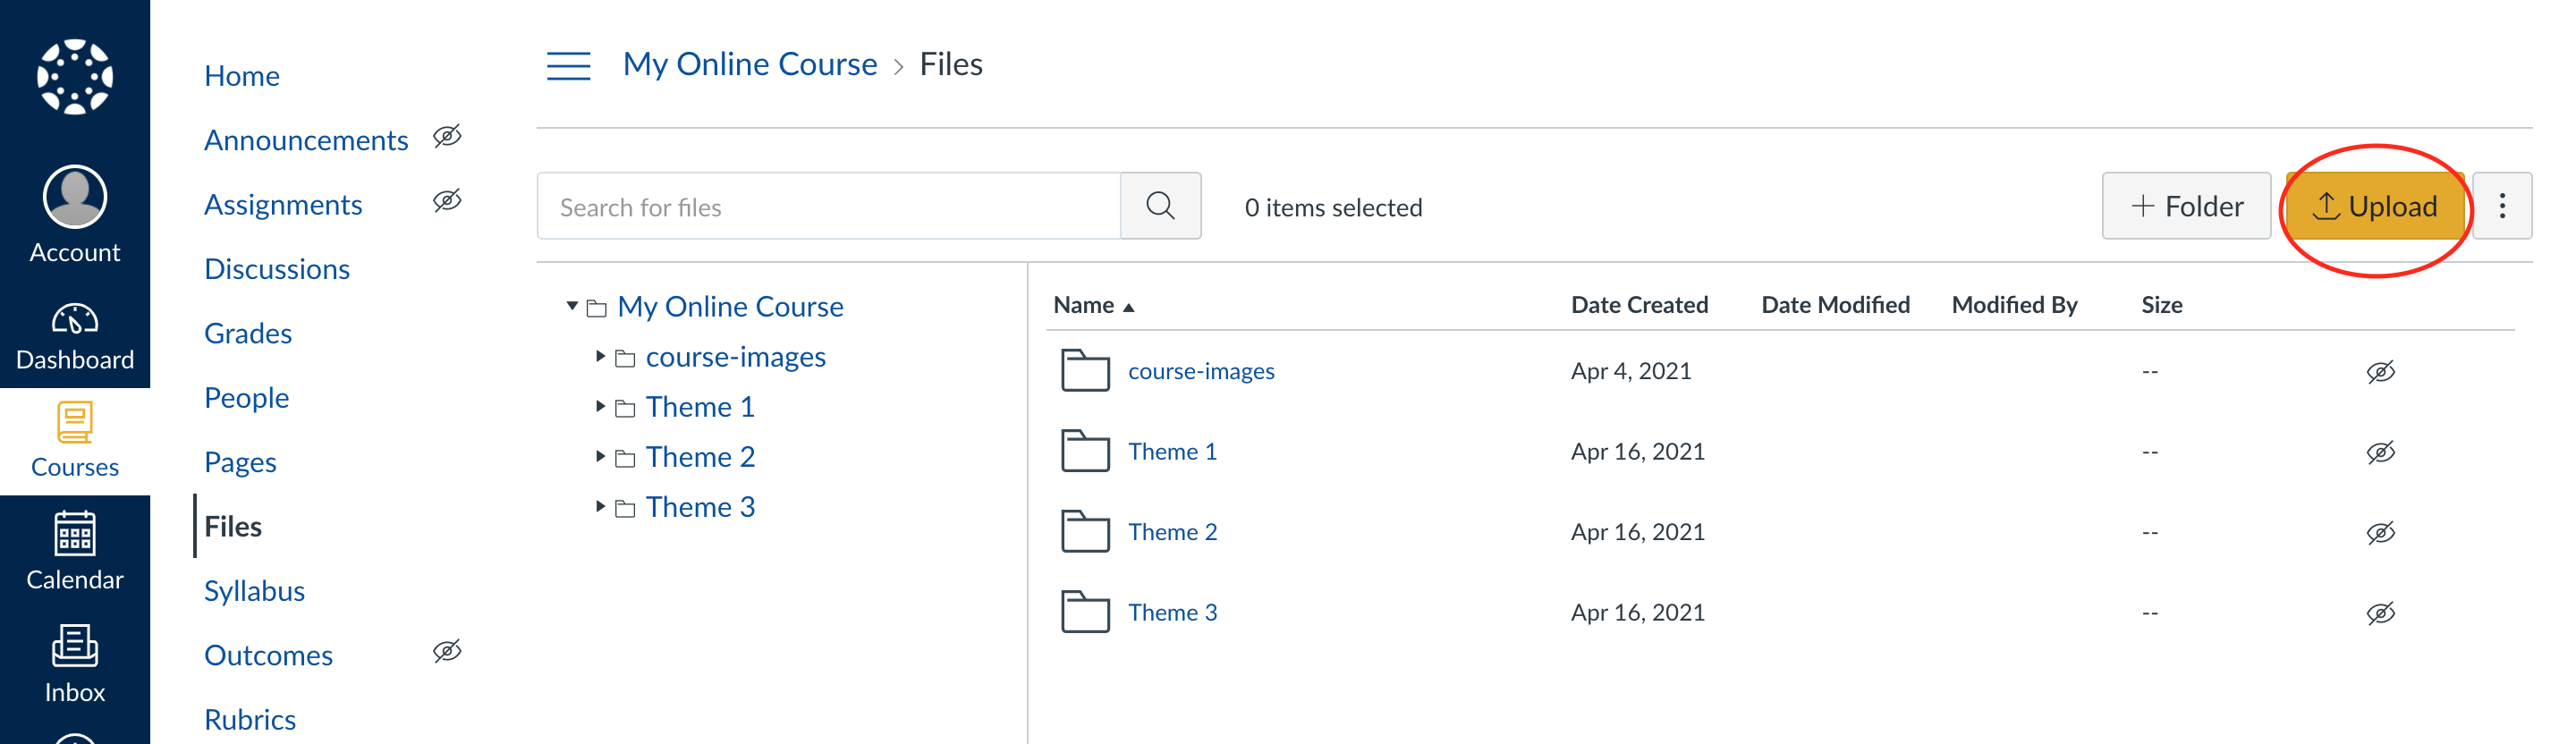 Account
Dashboard
Courses
Calendar
Inbox
Home
Announcements
Assignments
Discussions
Grades
People
Pages
Files
Syllabus
Outcomes
Rubrics
My Online Course > Files
Search for files
0 items selected
+ Folder
Upload
My Online Course
course-images
Theme 1
Theme 2
Theme 3
Name Date Created Date Modified Modified By Size
course-images Apr 4, 2021 --
Theme 1 Apr 16, 2021 --
Theme 2 Apr 16, 2021 --
Theme 3 Apr 16, 2021 --